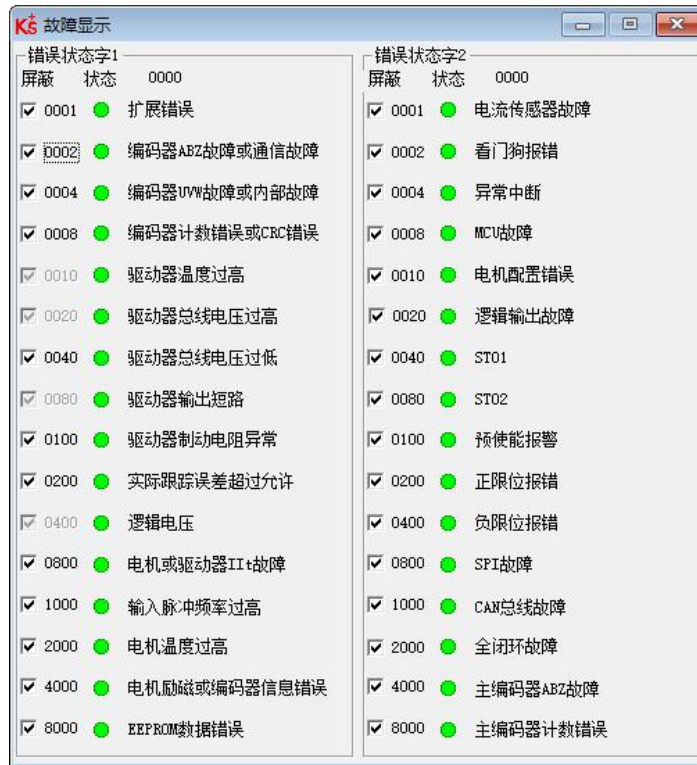 Ks+ 故障显示
错误状态字1
屏蔽 状态 0000
0001 扩展错误
0002 编码器ABZ故障或通信故障
0004 编码器UVW故障或内部故障
0008 编码器计数错误或CRC错误
0010 驱动器温度过高
0020 驱动器总线电压过高
0040 驱动器总线电压过低
0080 驱动器输出短路
0100 驱动器制动电阻异常
0200 实际跟踪误差超过允许
0400 逻辑电压
0800 电机或驱动器IIt故障
1000 输入脉冲频率过高
2000 电机温度过高
4000 电机励磁或编码器信息错误
8000 EEPROM数据错误
错误状态字2
屏蔽 状态 0000
0001 电流传感器故障
0002 看门狗报错
0004 异常中断
0008 MCU故障
0010 电机配置错误
0020 逻辑输出故障
0040 STO1
0080 STO2
0100 预使能报警
0200 正限位报错
0400 负限位报错
0800 SPI故障
1000 CAN总线故障
2000 全闭环故障
4000 主编码器ABZ故障
8000 主编码器计数错误